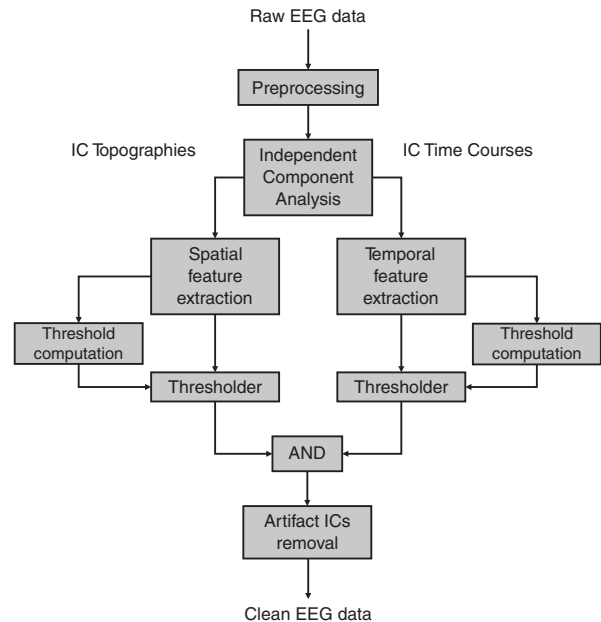 Raw EEG data
Preprocessing
IC Topographies
IC Time Courses
Independent
Component
Analysis
Spatial
feature
extraction
Temporal
feature
extraction
Threshold
computation
Threshold
computation
Thresholder
Thresholder
AND
Artifact ICs
removal
Clean EEG data